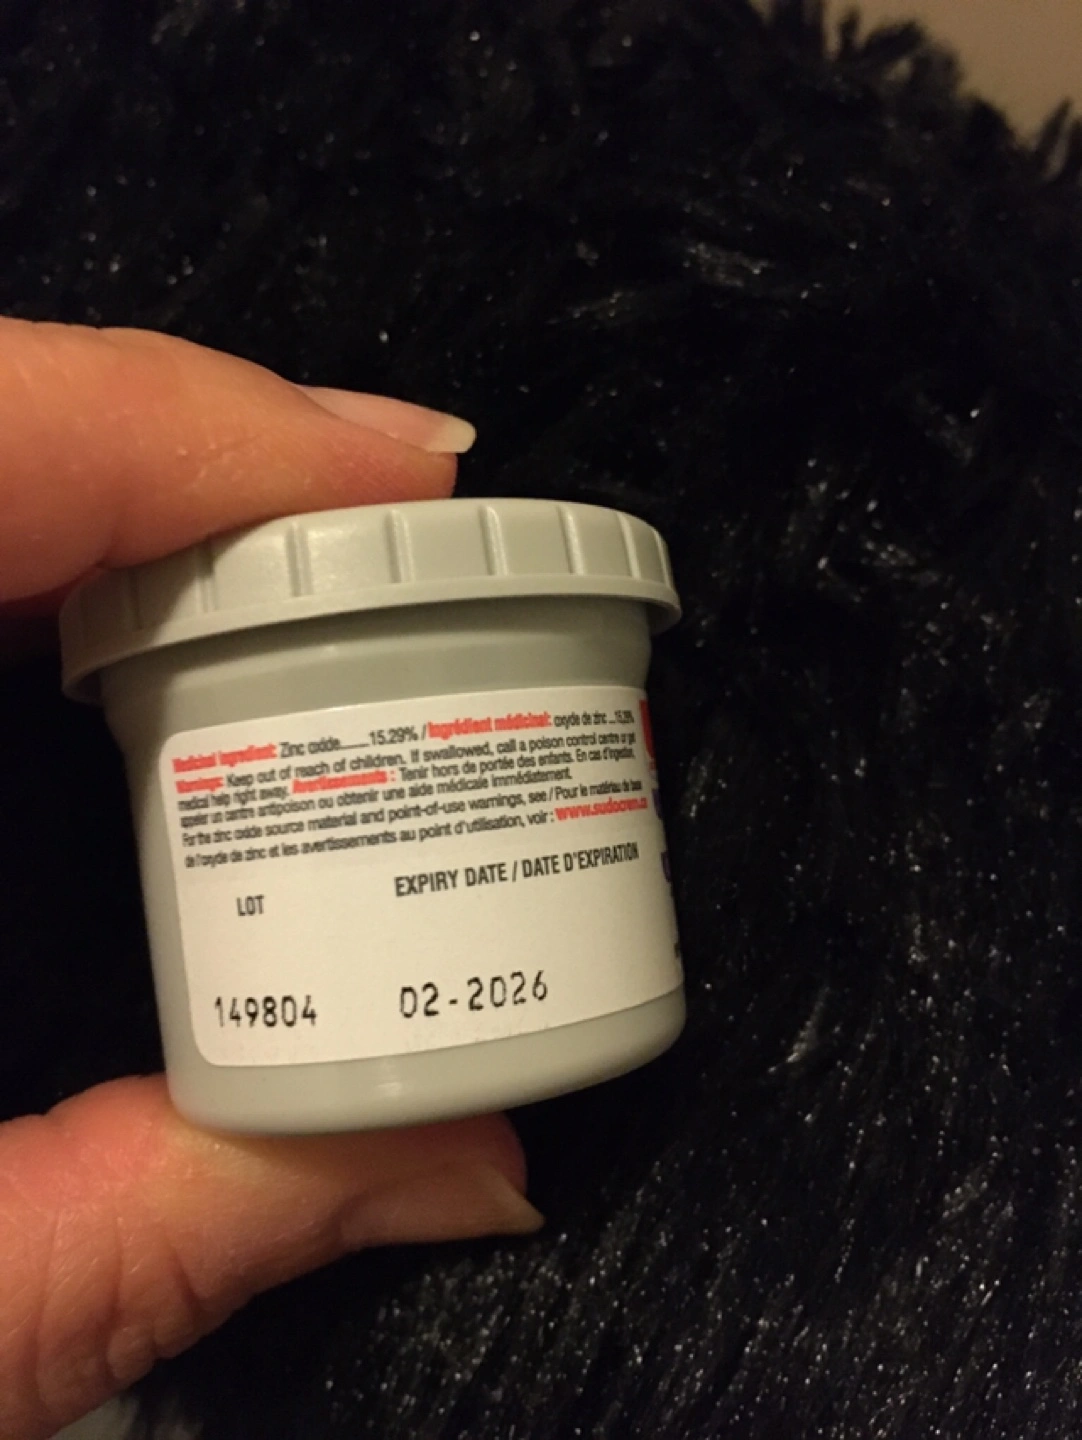 Medicinal ingredient: Zinc oxide........15.29% / Ingrédient médicinal: oxyde de zinc ...15,29%
Warnings: Keep out of reach of children. If swallowed, call a poison control centre or get
medical help right away. Avertissements : Tenir hors de portée des enfants. En cas d'ingestion,
appeler un centre antipoison ou obtenir une aide médicale immédiatement.
For the zinc oxide source material and point-of-use warnings, see / Pour le matériau de base
de l'oxyde de zinc et les avertissements au point d'utilisation, voir : www.sudocren.ca
LOT EXPIRY DATE / DATE D'EXPIRATION
149804 02-2026